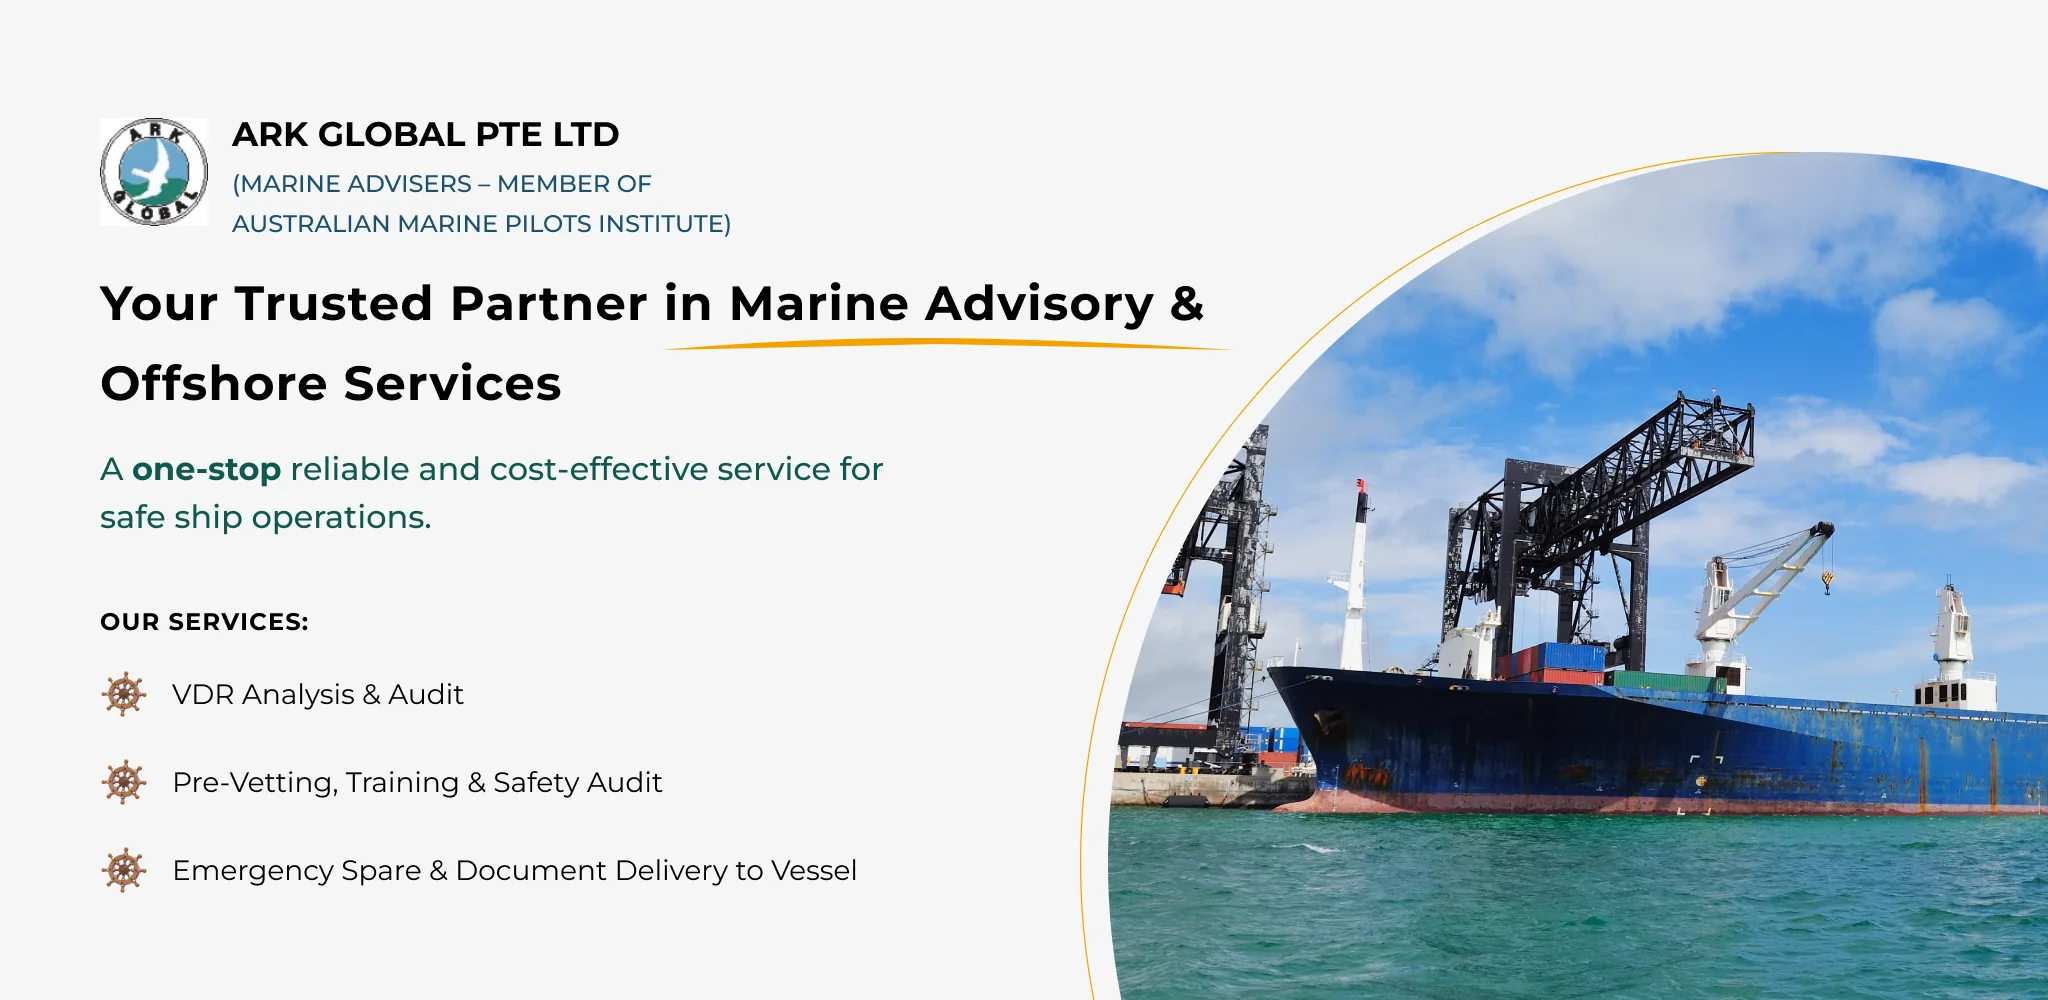 ARK GLOBAL
ARK GLOBAL PTE LTD
(MARINE ADVISERS – MEMBER OF
AUSTRALIAN MARINE PILOTS INSTITUTE)
Your Trusted Partner in Marine Advisory &
Offshore Services
A one-stop reliable and cost-effective service for
safe ship operations.
OUR SERVICES:
VDR Analysis & Audit
Pre-Vetting, Training & Safety Audit
Emergency Spare & Document Delivery to Vessel